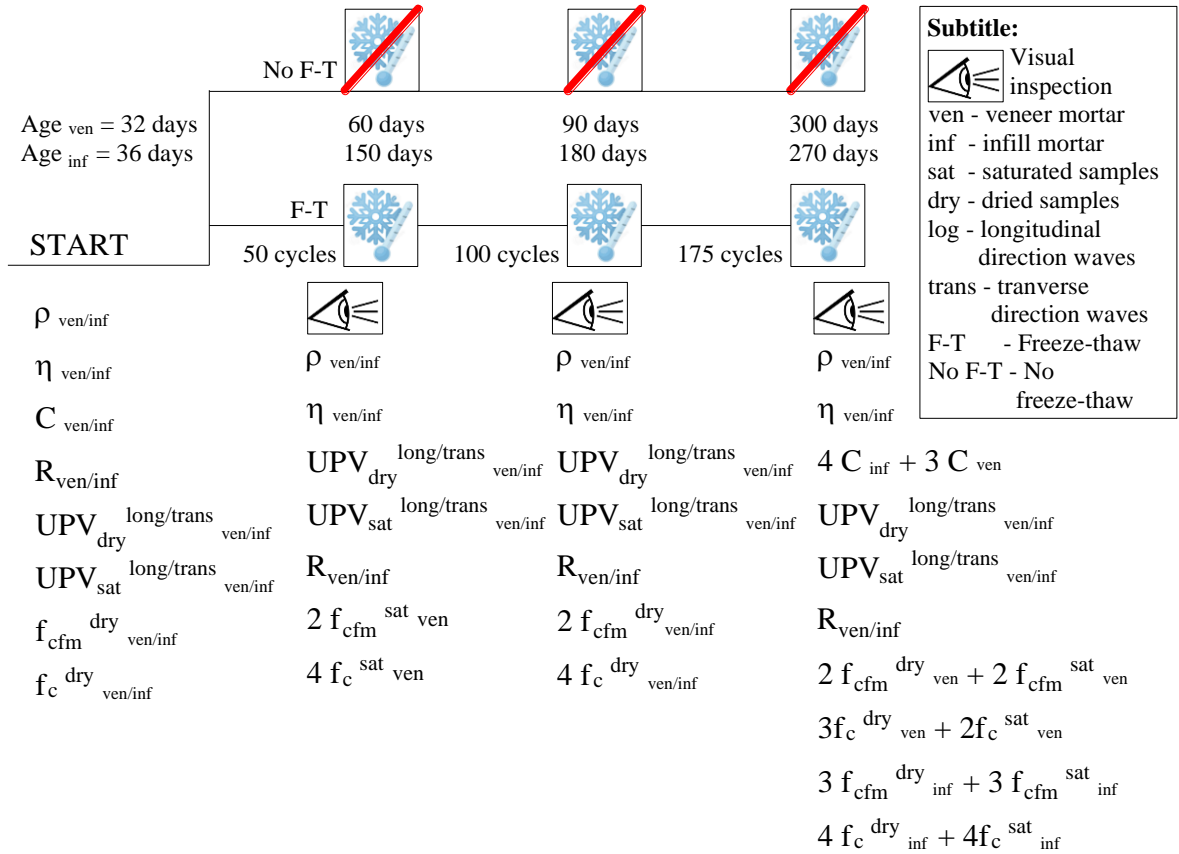 No F-T
Age ven = 32 days
Age inf = 36 days
60 days
150 days
90 days
180 days
300 days
270 days
F-T
START
50 cycles
100 cycles
175 cycles
ρ ven/inf
η ven/inf
C ven/inf
R ven/inf
UPV dry long/trans ven/inf
UPV sat long/trans ven/inf
f cfm dry ven/inf
f c dry ven/inf
ρ ven/inf
η ven/inf
UPV dry long/trans ven/inf
UPV sat long/trans ven/inf
R ven/inf
2 f cfm sat ven
4 f c sat ven
ρ ven/inf
η ven/inf
UPV dry long/trans ven/inf
UPV sat long/trans ven/inf
R ven/inf
2 f cfm dry ven/inf
4 f c dry ven/inf
ρ ven/inf
η ven/inf
4 C inf + 3 C ven
UPV dry long/trans ven/inf
UPV sat long/trans ven/inf
R ven/inf
2 f cfm dry ven + 2 f cfm sat ven
3f c dry ven + 2f c sat ven
3 f cfm dry inf + 3 f cfm sat inf
4 f c dry inf + 4f c sat inf
Subtitle:
Visual
inspection
ven - veneer mortar
inf - infill mortar
sat - saturated samples
dry - dried samples
log - longitudinal
direction waves
trans - tranverse
direction waves
F-T - Freeze-thaw
No F-T - No
freeze-thaw